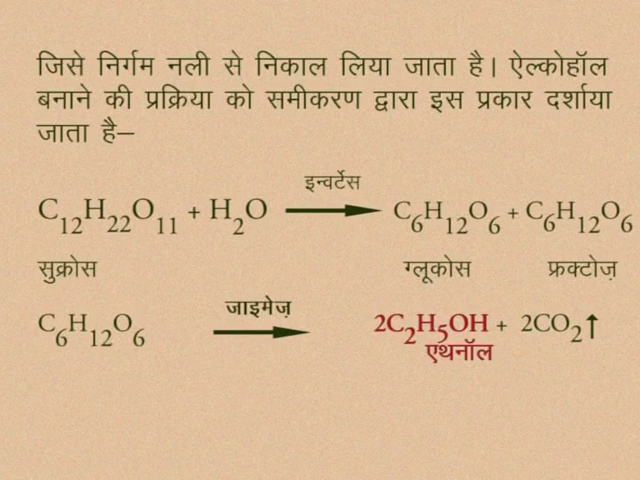 जिसे निर्गम नली से निकाल लिया जाता है। ऐल्कोहॉल
बनाने की प्रक्रिया को समीकरण द्वारा इस प्रकार दर्शाया
जाता है—
इन्वर्टेस
C₁₂H₂₂O₁₁ + H₂O ⟶ C₆H₁₂O₆ + C₆H₁₂O₆
सुक्रोस ग्लूकोस फ्रक्टोज़
जाइमेज़
C₆H₁₂O₆ ⟶ 2C₂H₅OH + 2CO₂↑
एथनॉल